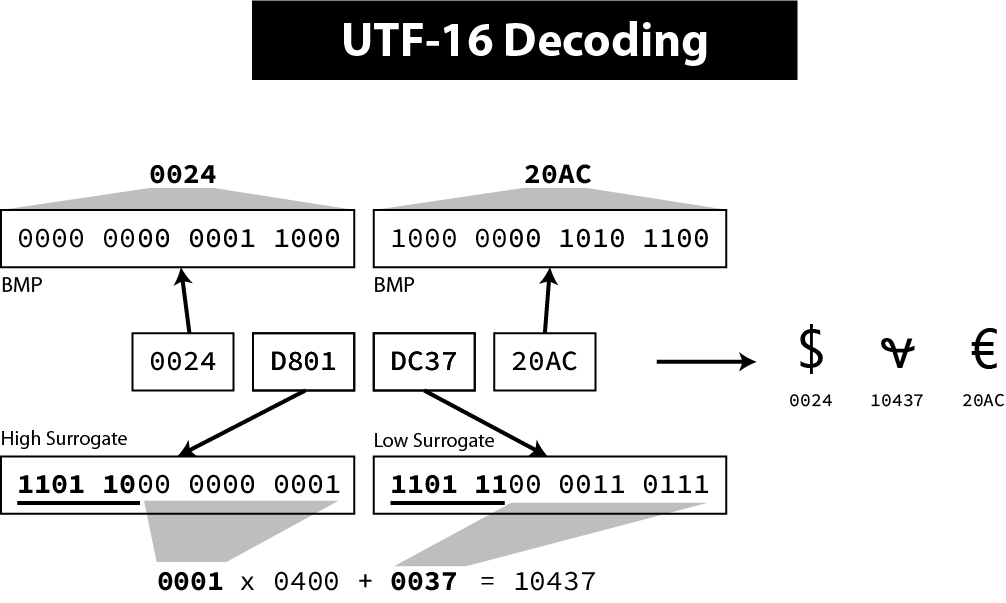 UTF-16 Decoding
0024 20AC
0000 0000 0001 1000 1000 0000 1010 1100
BMP BMP
0024 D801 DC37 20AC $ 𐐷 €
0024 10437 20AC
High Surrogate Low Surrogate
1101 1000 0000 0001 1101 1100 0011 0111
0001 x 0400 + 0037 = 10437